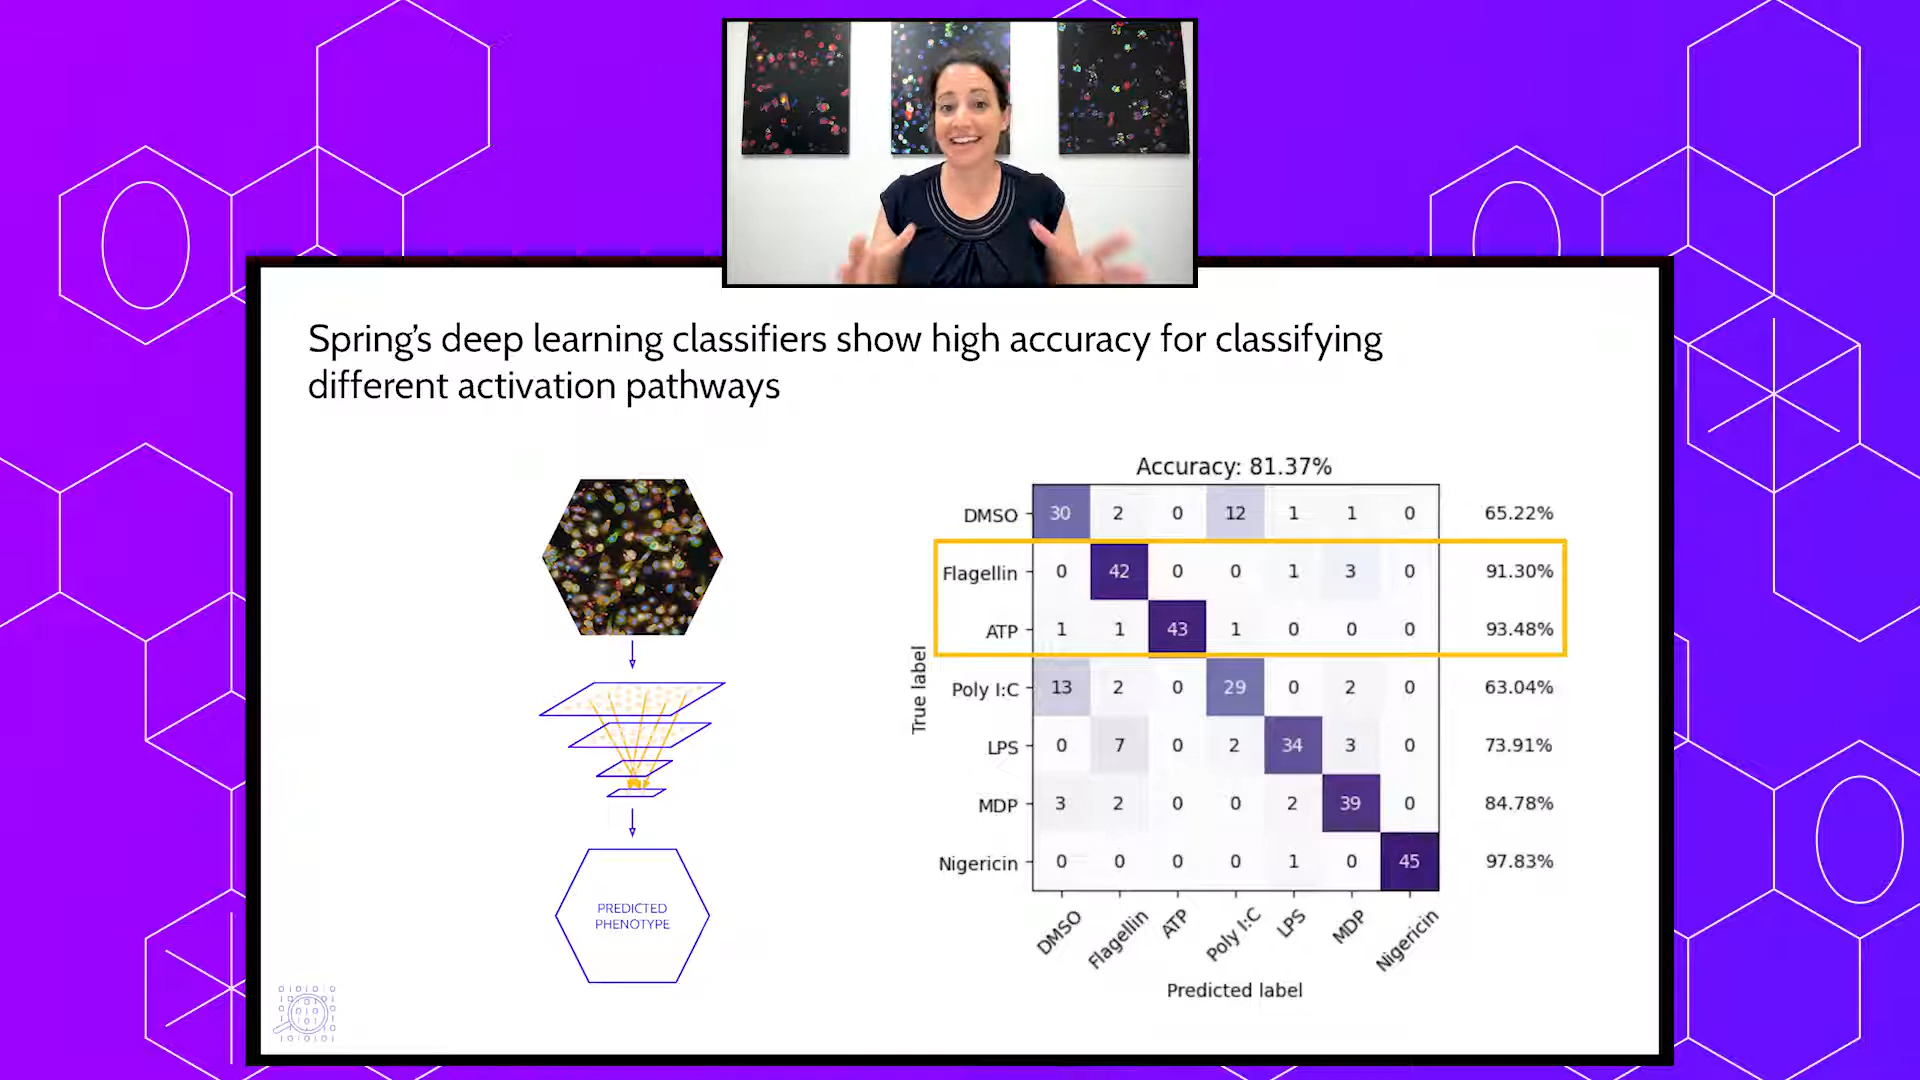 Spring's deep learning classifiers show high accuracy for classifying
different activation pathways
PREDICTED
PHENOTYPE
Accuracy: 81.37%
True label
DMSO 30 2 0 12 1 1 0 65.22%
Flagellin 0 42 0 0 1 3 0 91.30%
ATP 1 1 43 1 0 0 0 93.48%
Poly I:C 13 2 0 29 0 2 0 63.04%
LPS 0 7 0 2 34 3 0 73.91%
MDP 3 2 0 0 2 39 0 84.78%
Nigericin 0 0 0 0 1 0 45 97.83%
DMSO Flagellin ATP Poly I:C LPS MDP Nigericin
Predicted label